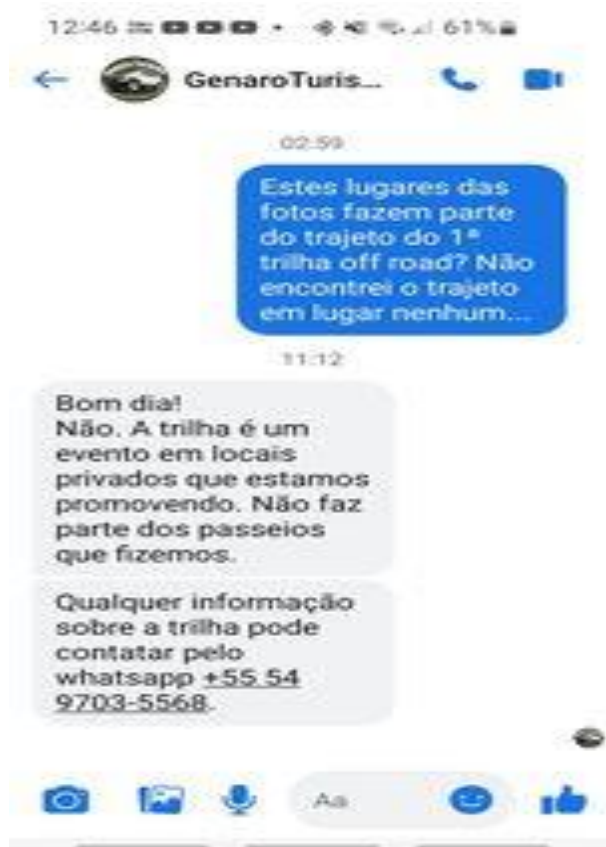 12:46
61%
GenaroTuris...
02:59
Estes lugares das
fotos fazem parte
do trajeto do 1ª
trilha off road? Não
encontrei o trajeto
em lugar nenhum...
11:12
Bom dia!
Não. A trilha é um
evento em locais
privados que estamos
promovendo. Não faz
parte dos passeios
que fizemos.
Qualquer informação
sobre a trilha pode
contatar pelo
whatsapp +55 54
9703-5568.
Aa